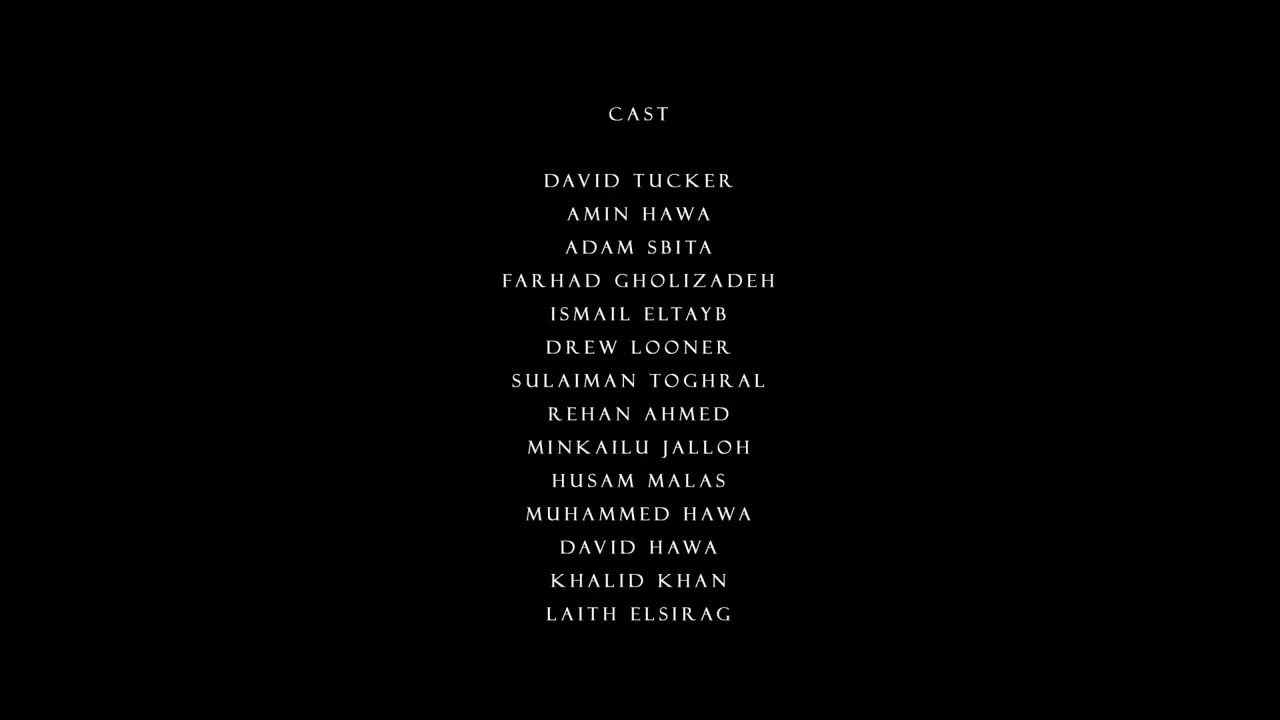 CAST
DAVID TUCKER
AMIN HAWA
ADAM SBITA
FARHAD GHOLIZADEH
ISMAIL ELTAYB
DREW LOONER
SULAIMAN TOGHRAL
REHAN AHMED
MINKAILU JALLOH
HUSAM MALAS
MUHAMMED HAWA
DAVID HAWA
KHALID KHAN
LAITH ELSIRAG